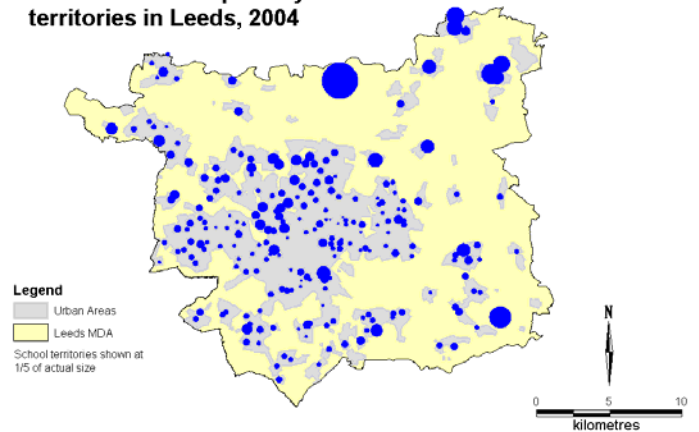 territories in Leeds, 2004
Legend
Urban Areas
Leeds MDA
School territories shown at
1/5 of actual size
N
0 5 10
kilometres